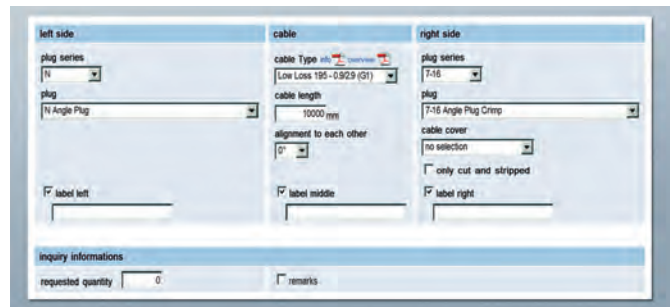 left side
cable
right side
plug series
N
plug
N Angle Plug
label left
cable Type info overview
Low Loss 195 - 0.9/2.9 (G1)
cable length
10000 mm
alignment to each other
0°
label middle
plug series
7-16
plug
7-16 Angle Plug Crimp
cable cover
no selection
only cut and stripped
label right
inquiry informations
requested quantity 0
remarks